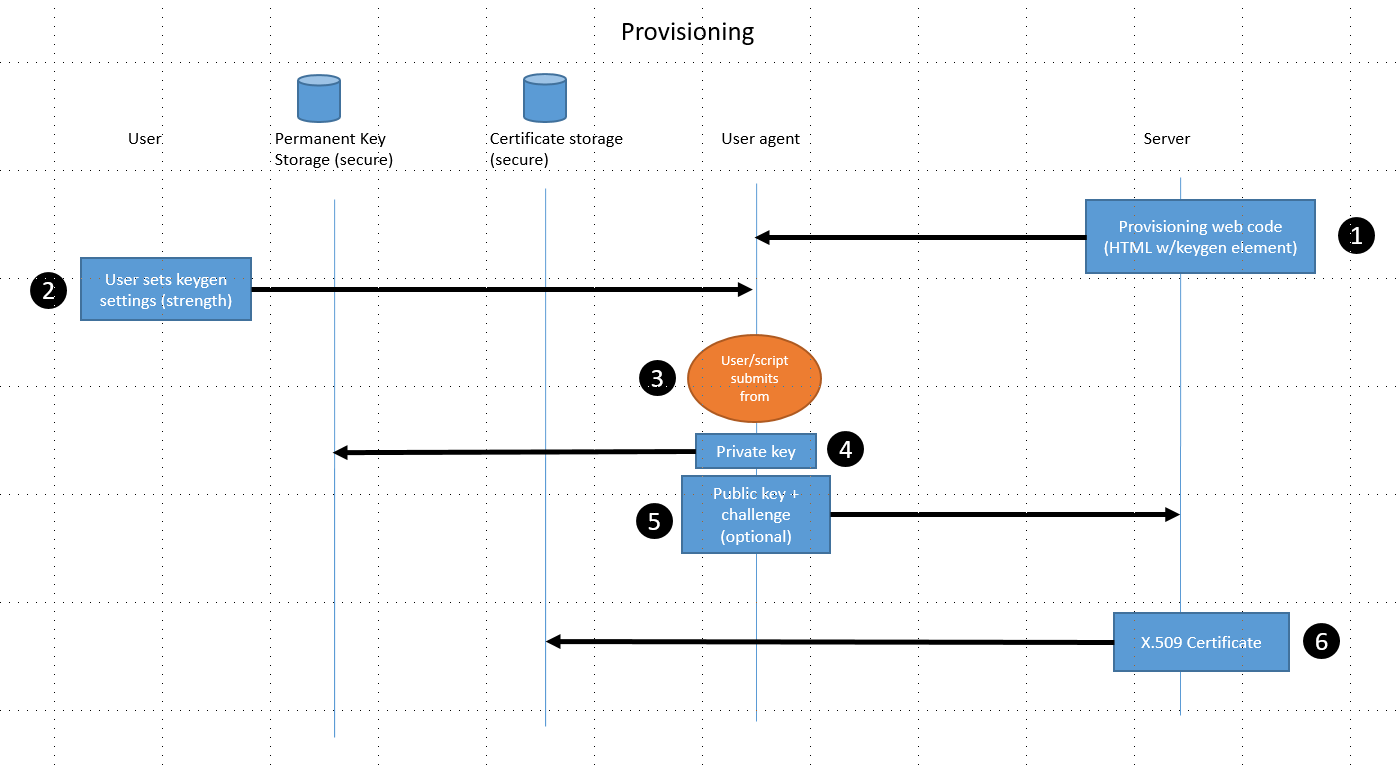 Provisioning
User
Permanent Key
Storage (secure)
Certificate storage
(secure)
User agent
Server
Provisioning web code
(HTML w/keygen element)
1
User sets keygen
settings (strength)
2
User/script
submits
from
3
Private key
4
Public key +
challenge
(optional)
5
X.509 Certificate
6